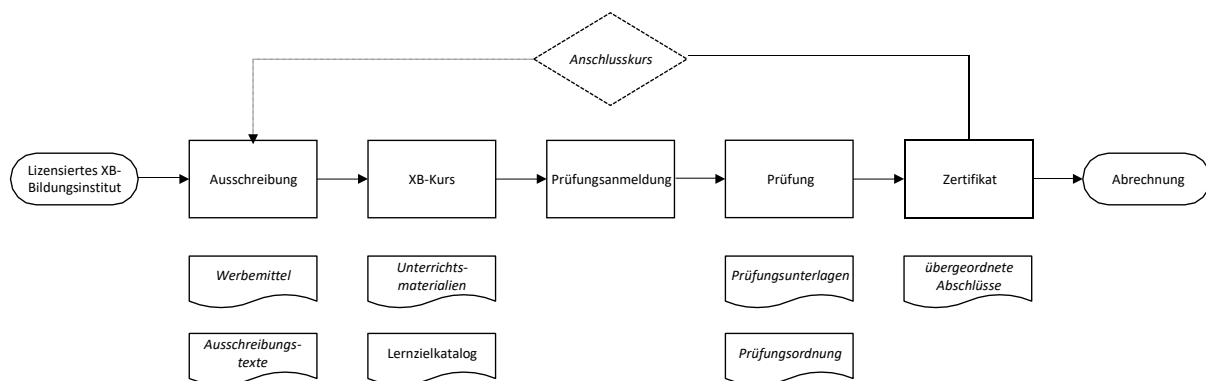 Anschlusskurs
Lizensiertes XB-
Bildungsinstitut
Ausschreibung
XB-Kurs
Prüfungsanmeldung
Prüfung
Zertifikat
Abrechnung
Werbemittel
Unterrichts-
materialien
Prüfungsunterlagen
übergeordnete
Abschlüsse
Ausschreibungs-
texte
Lernzielkatalog
Prüfungsordnung